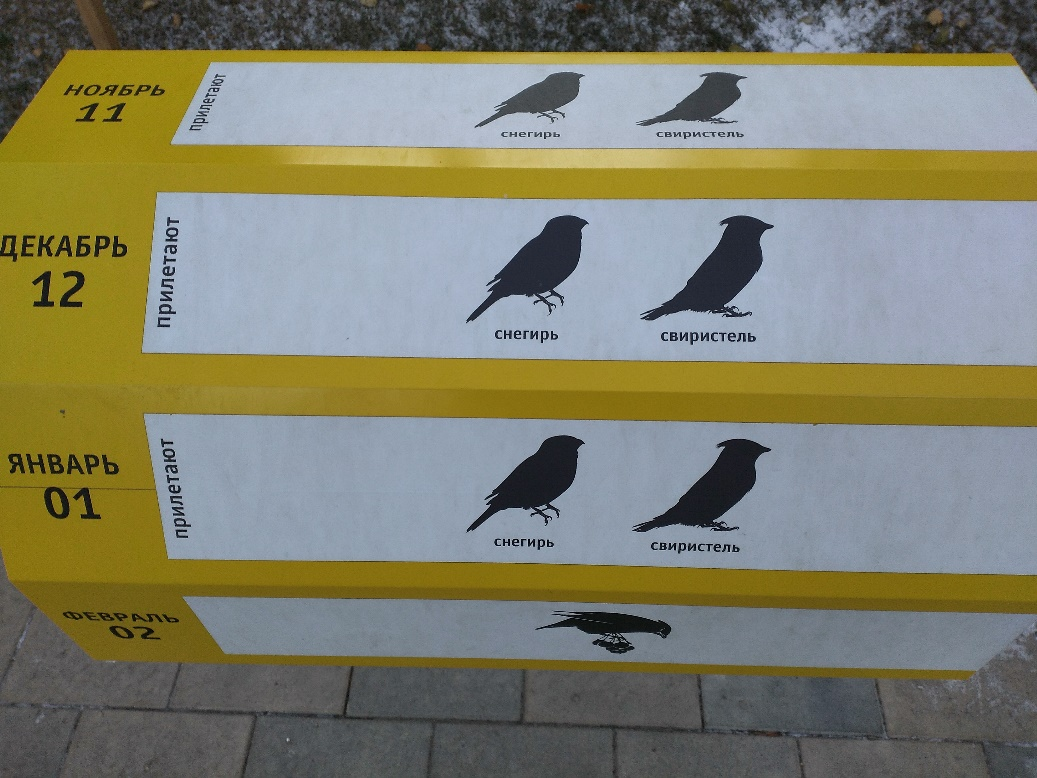 НОЯБРЬ
11
прилетают
снегирь
свиристель
ДЕКАБРЬ
12
прилетают
снегирь
свиристель
ЯНВАРЬ
01
прилетают
снегирь
свиристель
ФЕВРАЛЬ
02